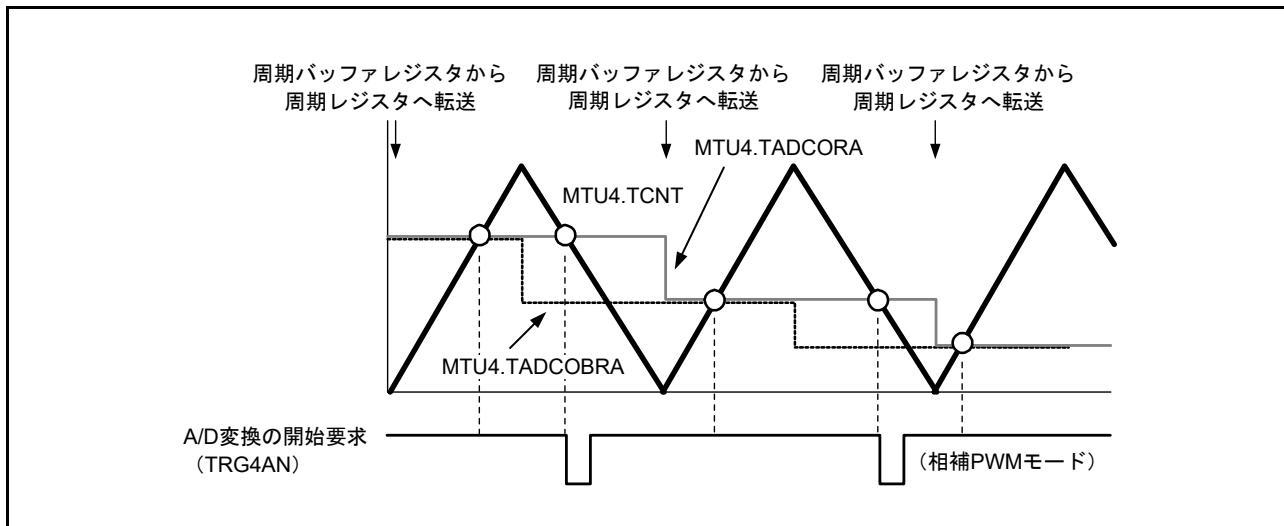 周期バッファレジスタから
周期レジスタへ転送
周期バッファレジスタから
周期レジスタへ転送
周期バッファレジスタから
周期レジスタへ転送
MTU4.TADCORA
MTU4.TCNT
MTU4.TADCOBRA
A/D変換の開始要求
（TRG4AN）
（相補PWMモード）